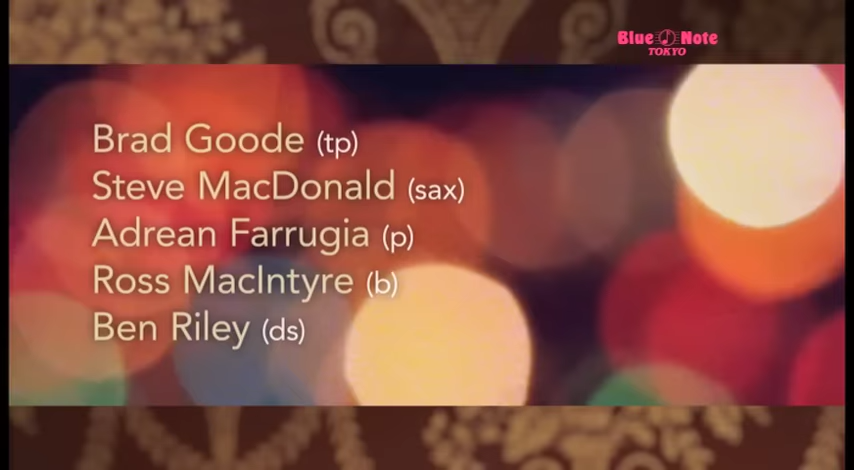 Blue Note
TOKYO
Brad Goode (tp)
Steve MacDonald (sax)
Adrean Farrugia (p)
Ross MacIntyre (b)
Ben Riley (ds)